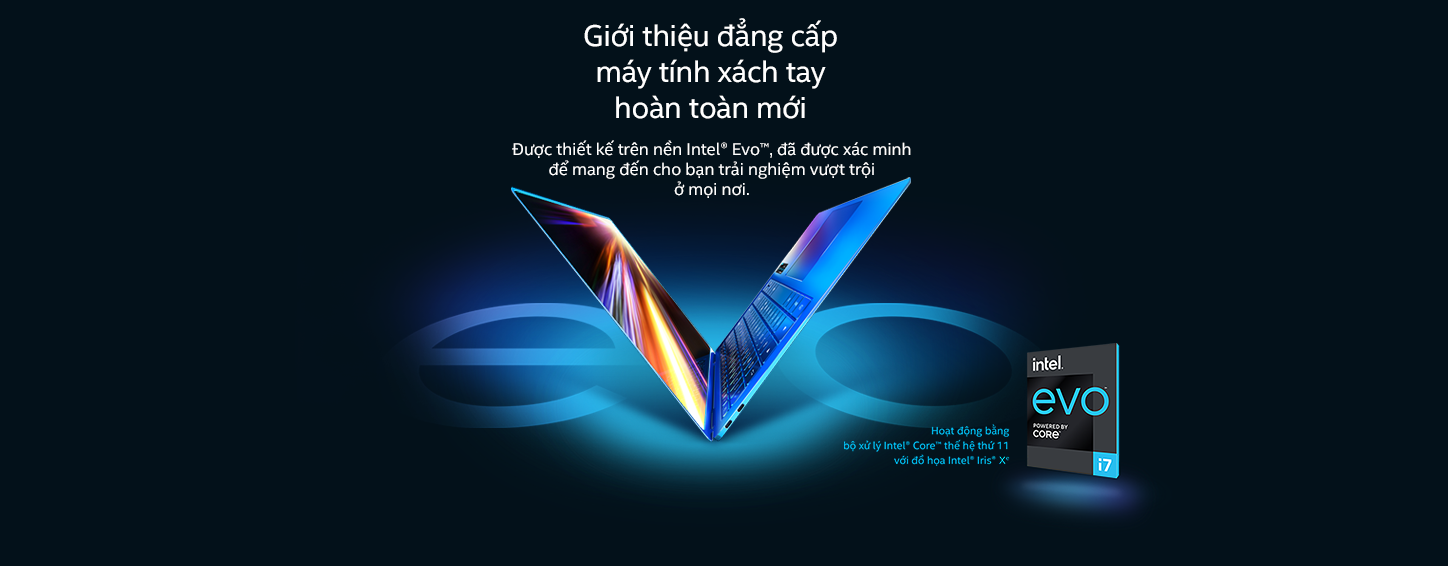 Giới thiệu đẳng cấp
máy tính xách tay
hoàn toàn mới
Được thiết kế trên nền Intel® Evo™, đã được xác minh
để mang đến cho bạn trải nghiệm vượt trội
ở mọi nơi.
Hoạt động bằng
bộ xử lý Intel® Core™ thế hệ thứ 11
với đồ họa Intel® Iris® Xᵉ
intel.
evo™
POWERED BY
CORE™
i7